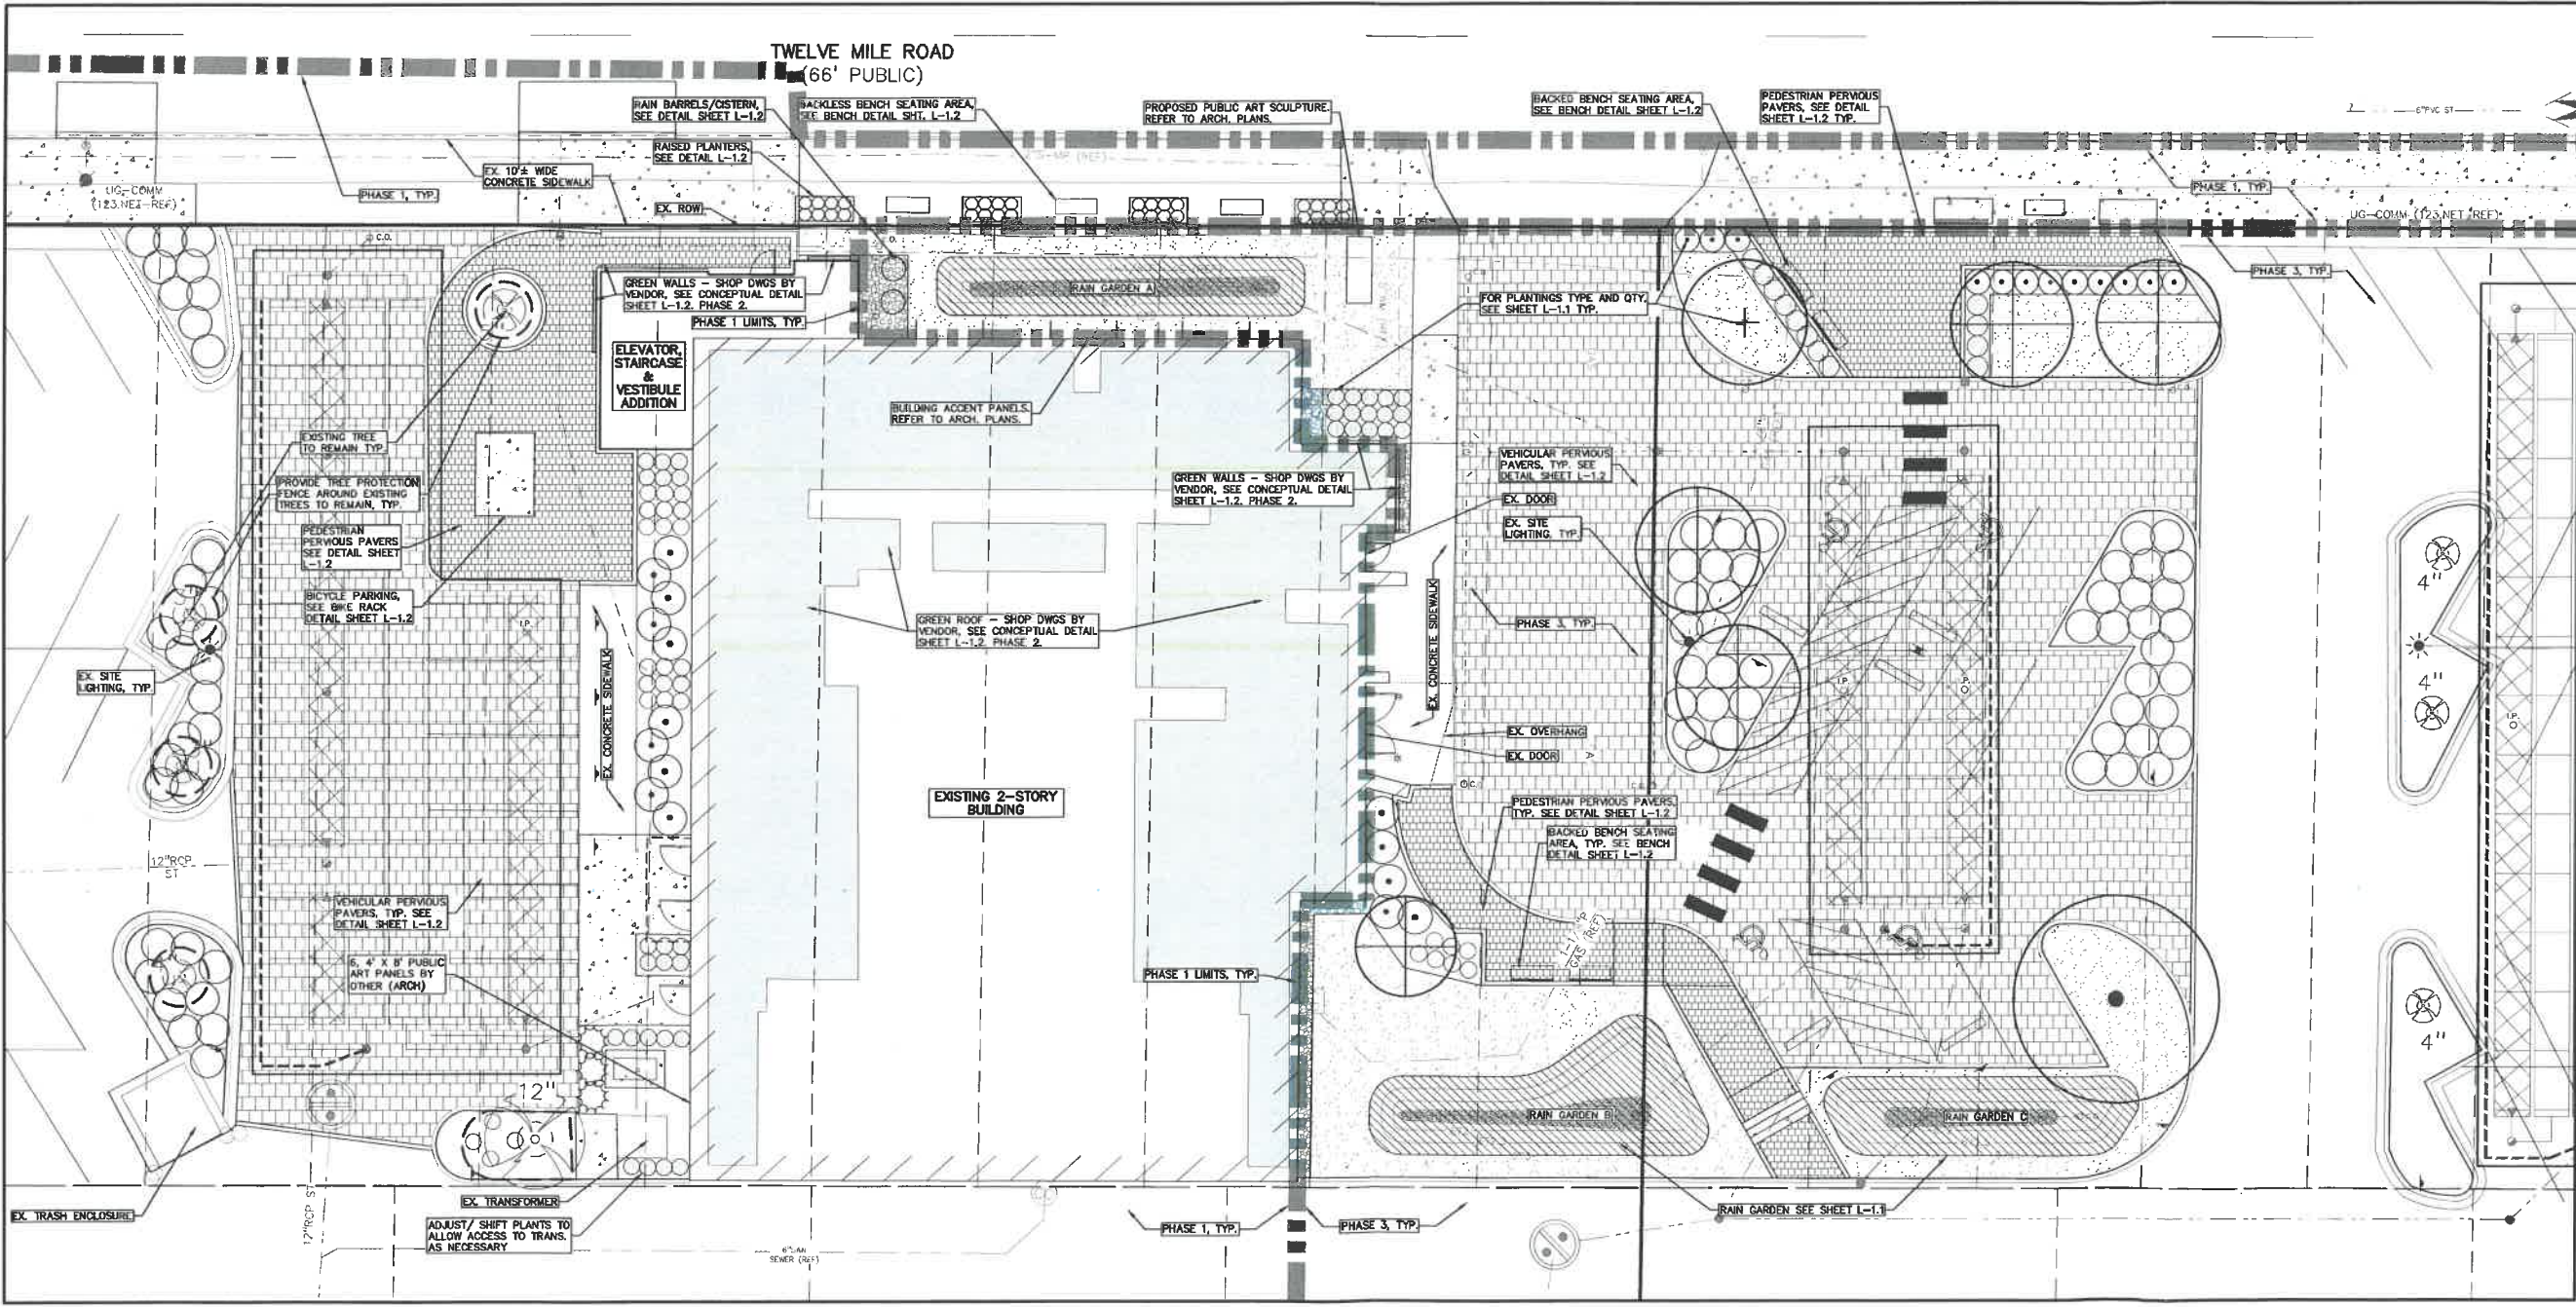 TWELVE MILE ROAD
(66' PUBLIC)
RAIN BARRELS/CISTERN,
SEE DETAIL SHEET L-1.2
BACKLESS BENCH SEATING AREA,
SEE BENCH DETAIL SHT. L-1.2
PROPOSED PUBLIC ART SCULPTURE.
REFER TO ARCH. PLANS.
BACKED BENCH SEATING AREA,
SEE BENCH DETAIL SHEET L-1.2
PEDESTRIAN PERVIOUS
PAVERS, SEE DETAIL
SHEET L-1.2 TYP.
6"PVC ST
RAISED PLANTERS,
SEE DETAIL L-1.2
EX. 10'± WIDE
CONCRETE SIDEWALK
UG-COMM
(123.NET-REF)
PHASE 1, TYP.
EX. ROW
PHASE 1, TYP.
UG-COMM (123.NET REF)
C.O.
GREEN WALLS - SHOP DWGS BY
VENDOR, SEE CONCEPTUAL DETAIL
SHEET L-1.2. PHASE 2.
RAIN GARDEN A
PHASE 3, TYP.
FOR PLANTINGS TYPE AND QTY.
SEE SHEET L-1.1 TYP.
PHASE 1 LIMITS, TYP.
ELEVATOR,
STAIRCASE
&
VESTIBULE
ADDITION
BUILDING ACCENT PANELS.
REFER TO ARCH. PLANS.
EXISTING TREE
TO REMAIN TYP.
PROVIDE TREE PROTECTION
FENCE AROUND EXISTING
TREES TO REMAIN, TYP.
PEDESTRIAN
PERVIOUS PAVERS
SEE DETAIL SHEET
L-1.2
BICYCLE PARKING,
SEE BIKE RACK
DETAIL SHEET L-1.2
I.P.
GREEN WALLS - SHOP DWGS BY
VENDOR, SEE CONCEPTUAL DETAIL
SHEET L-1.2. PHASE 2.
VEHICULAR PERVIOUS
PAVERS, TYP. SEE
DETAIL SHEET L-1.2
EX. DOOR
EX. SITE
LIGHTING, TYP.
4"
GREEN ROOF - SHOP DWGS BY
VENDOR, SEE CONCEPTUAL DETAIL
SHEET L-1.2. PHASE 2.
EX. CONCRETE SIDEWALK
PHASE 3, TYP.
EX. SITE
LIGHTING, TYP.
EX. CONCRETE SIDEWALK
I.P.
I.P.
4"
I.P.
EX. OVERHANG
EX. DOOR
EXISTING 2-STORY
BUILDING
PEDESTRIAN PERVIOUS PAVERS,
TYP. SEE DETAIL SHEET L-1.2
BACKED BENCH SEATING
AREA, TYP. SEE BENCH
DETAIL SHEET L-1.2
12"RCP
ST
VEHICULAR PERVIOUS
PAVERS, TYP. SEE
DETAIL SHEET L-1.2
6, 4' X 8' PUBLIC
ART PANELS BY
OTHER (ARCH)
PHASE 1 LIMITS, TYP.
GAS (REF)
4"
12"
RAIN GARDEN B
RAIN GARDEN C
EX. TRASH ENCLOSURE
12"RCP ST
EX. TRANSFORMER
ADJUST/ SHIFT PLANTS TO
ALLOW ACCESS TO TRANS.
AS NECESSARY
SEWER (REF)
PHASE 1, TYP.
PHASE 3, TYP.
RAIN GARDEN SEE SHEET L-1.1